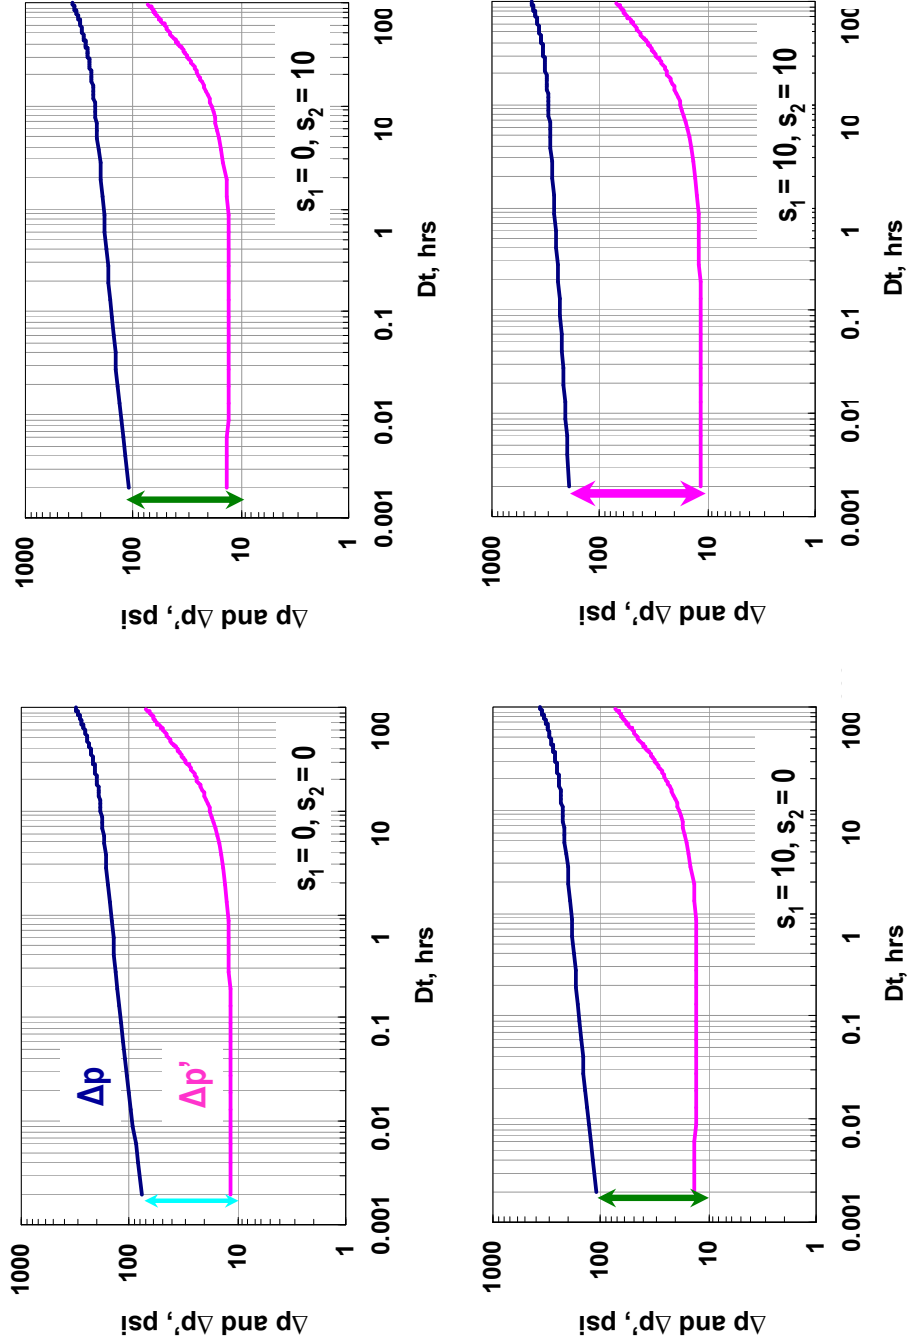 1000
100
10
1
Δp and Δp’, psi
Δp
Δp’
s₁ = 0, s₂ = 0
0.001
0.01
0.1
1
10
100
Dt, hrs
1000
100
10
1
Δp and Δp’, psi
s₁ = 0, s₂ = 10
0.001
0.01
0.1
1
10
100
Dt, hrs
1000
100
10
1
Δp and Δp’, psi
s₁ = 10, s₂ = 0
0.001
0.01
0.1
1
10
100
Dt, hrs
1000
100
10
1
Δp and Δp’, psi
s₁ = 10, s₂ = 10
0.001
0.01
0.1
1
10
100
Dt, hrs